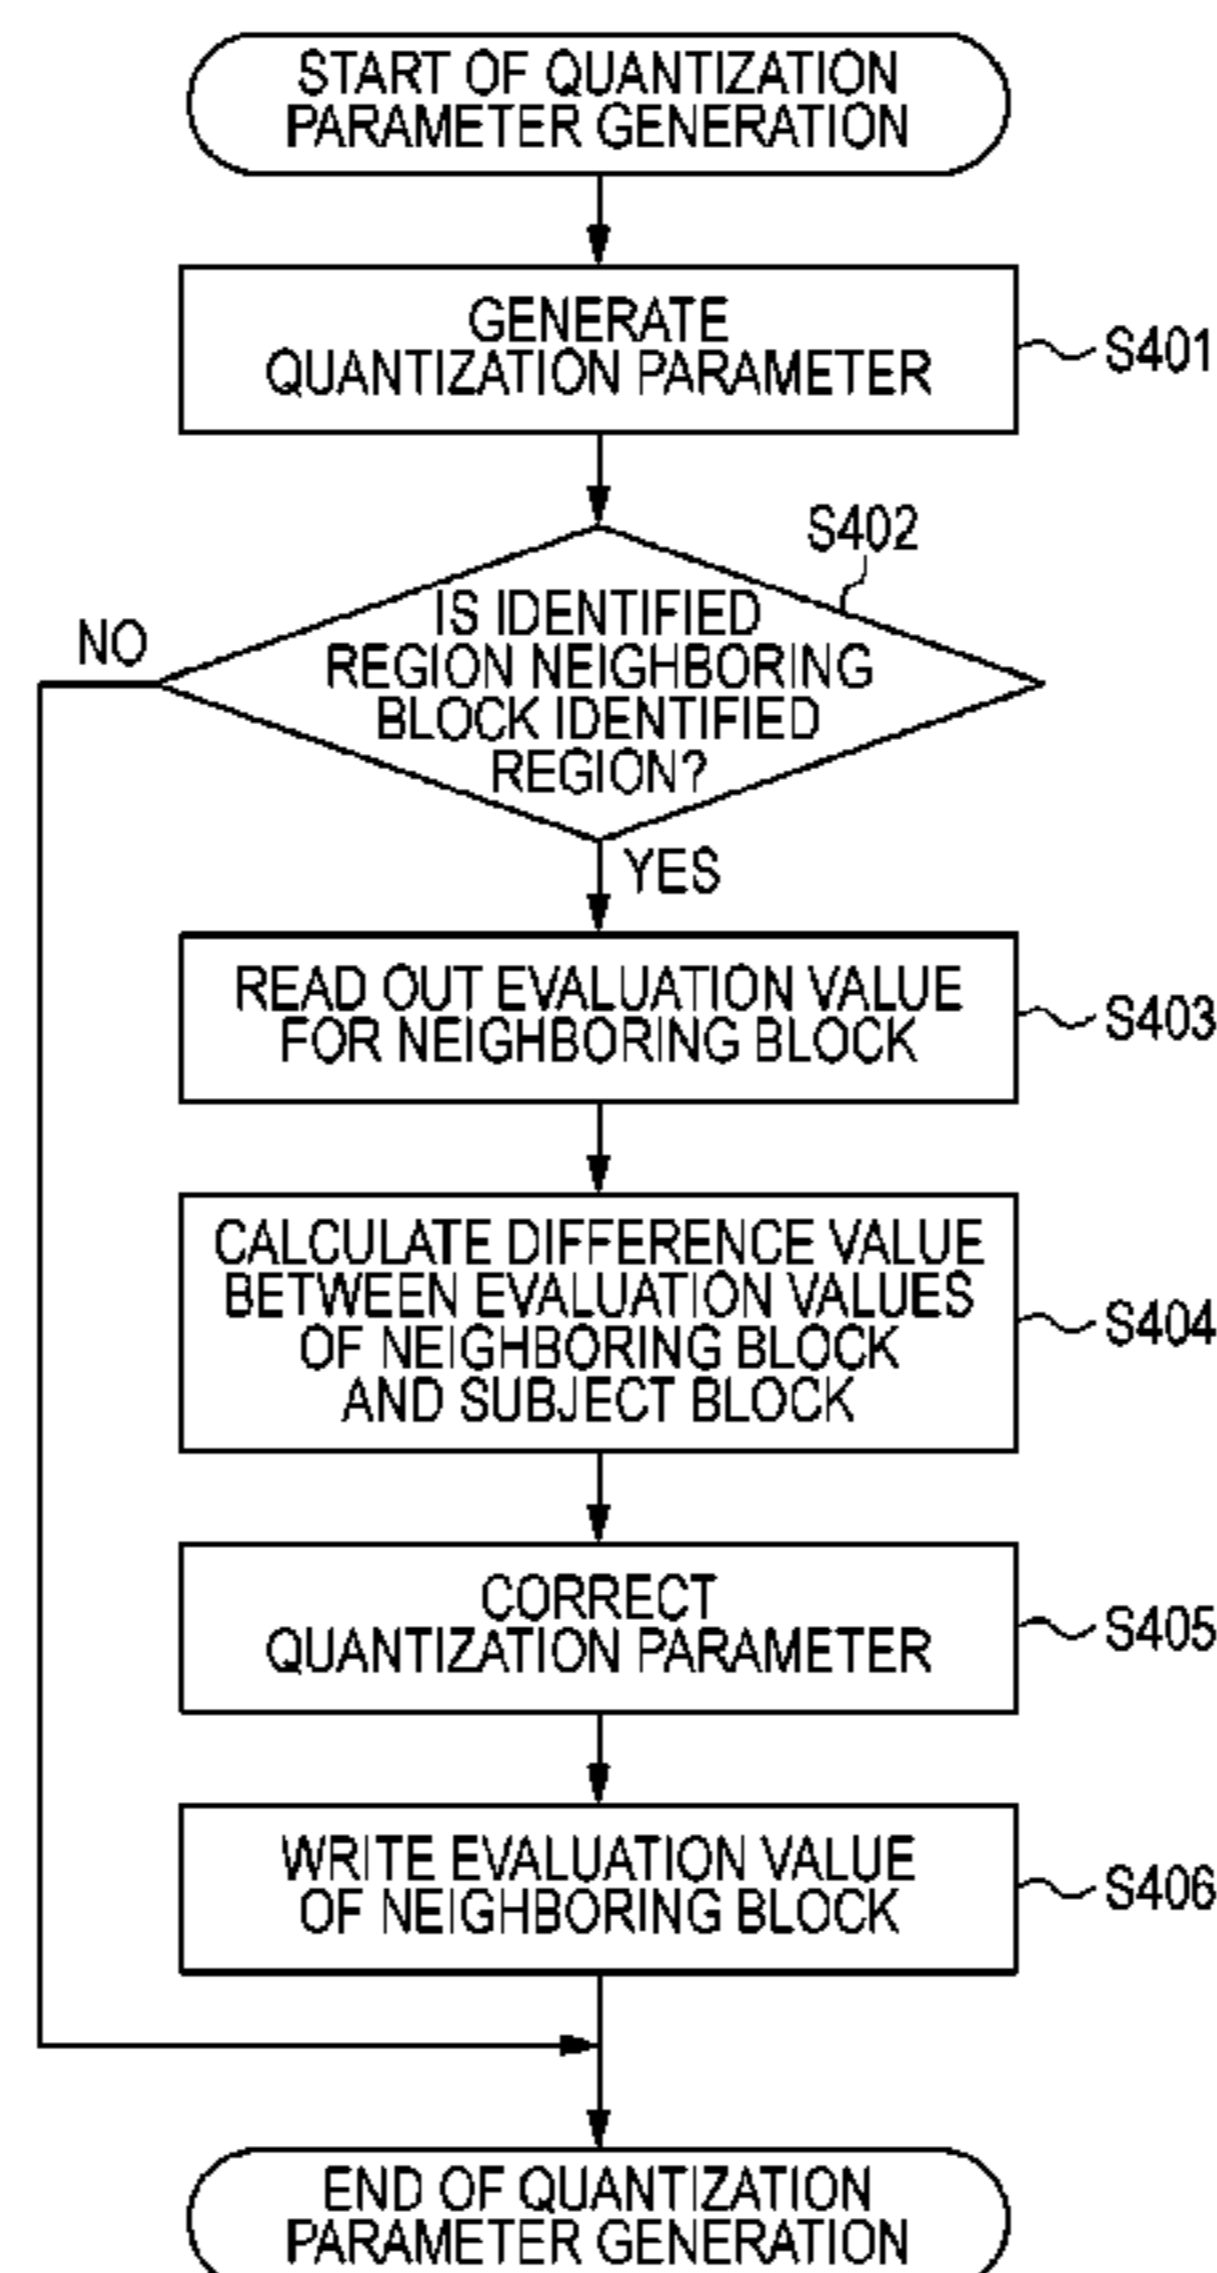 START OF QUANTIZATION
PARAMETER GENERATION
GENERATE
QUANTIZATION PARAMETER
S401
S402
IS IDENTIFIED
REGION NEIGHBORING
BLOCK IDENTIFIED
REGION?
NO
YES
READ OUT EVALUATION VALUE
FOR NEIGHBORING BLOCK
S403
CALCULATE DIFFERENCE VALUE
BETWEEN EVALUATION VALUES
OF NEIGHBORING BLOCK
AND SUBJECT BLOCK
S404
CORRECT
QUANTIZATION PARAMETER
S405
WRITE EVALUATION VALUE
OF NEIGHBORING BLOCK
S406
END OF QUANTIZATION
PARAMETER GENERATION